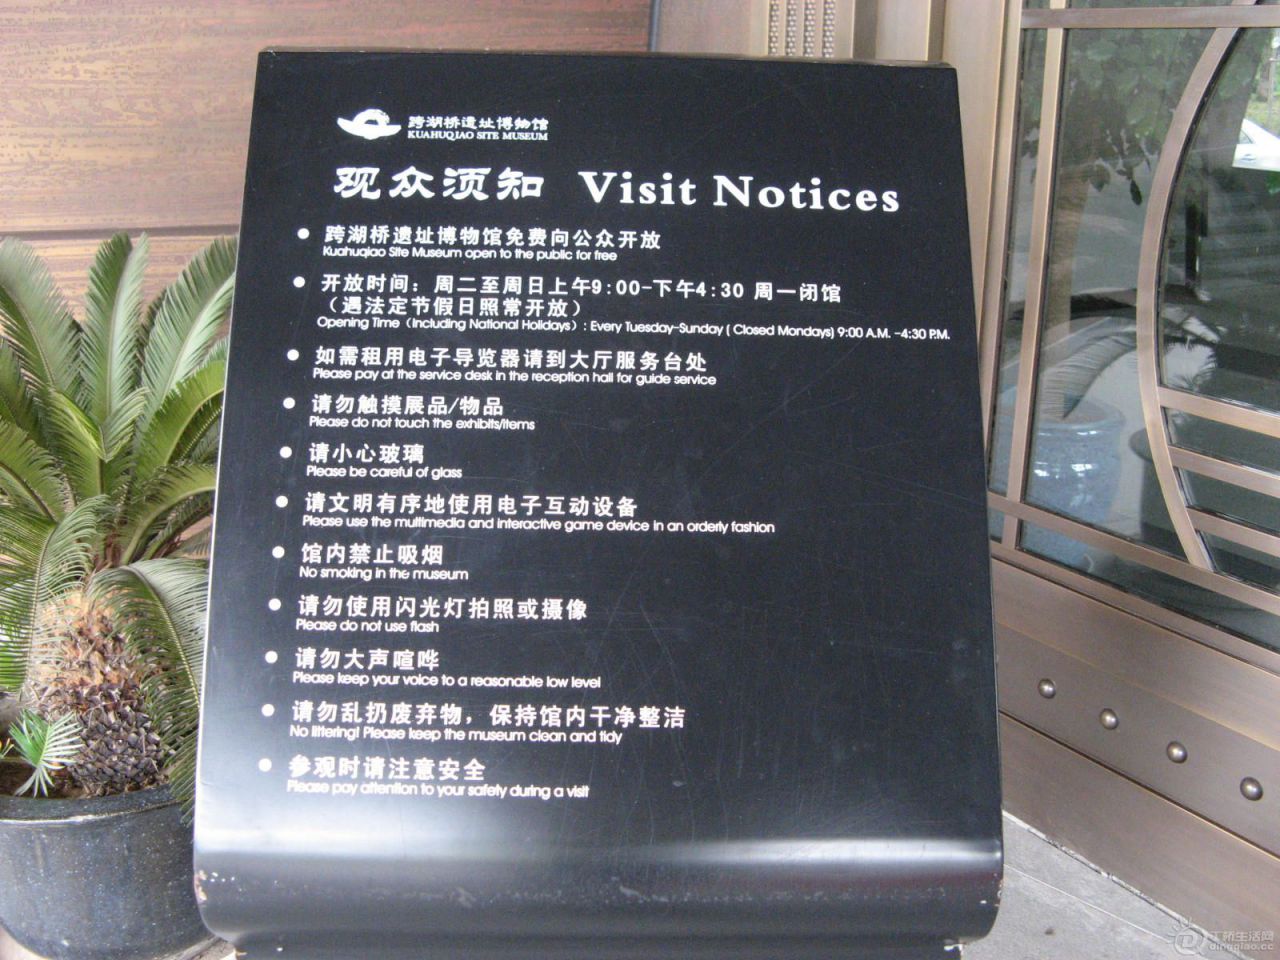 跨湖桥遗址博物馆
KUAHUQIAO SITE MUSEUM
观众须知 Visit Notices
跨湖桥遗址博物馆免费向公众开放
Kuahuqiao Site Museum open to the public for free
开放时间：周二至周日上午9:00-下午4:30 周一闭馆
（遇法定节假日照常开放）
Opening Time (Including National Holidays) : Every Tuesday-Sunday ( Closed Mondays) 9:00 A.M. -4:30 P.M.
如需租用电子导览器请到大厅服务台处
Please pay at the service desk in the reception hall for guide service
请勿触摸展品/物品
Please do not touch the exhibits/items
请小心玻璃
Please be careful of glass
请文明有序地使用电子互动设备
Please use the multimedia and interactive game device in an orderly fashion
馆内禁止吸烟
No smoking in the museum
请勿使用闪光灯拍照或摄像
Please do not use flash
请勿大声喧哗
Please keep your voice to a reasonable low level
请勿乱扔废弃物，保持馆内干净整洁
No littering! Please keep the museum clean and tidy
参观时请注意安全
Please pay attention to your safety during a visit
丁桥生活网
dingqiao.cc